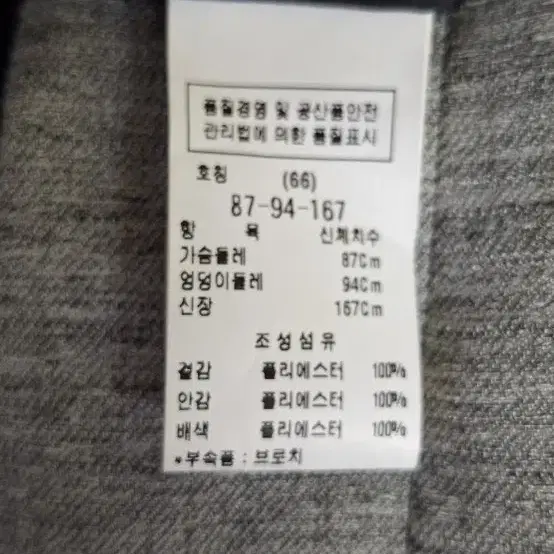 품질경영 및 공산품안전
관리법에 의한 품질표시
호칭 (66)
87-94-167
항 목 신체치수
가슴둘레 87Cm
엉덩이둘레 94Cm
신장 167Cm
조성섬유
겉감 폴리에스터 100%
안감 폴리에스터 100%
배색 폴리에스터 100%
*부속품 : 브로치